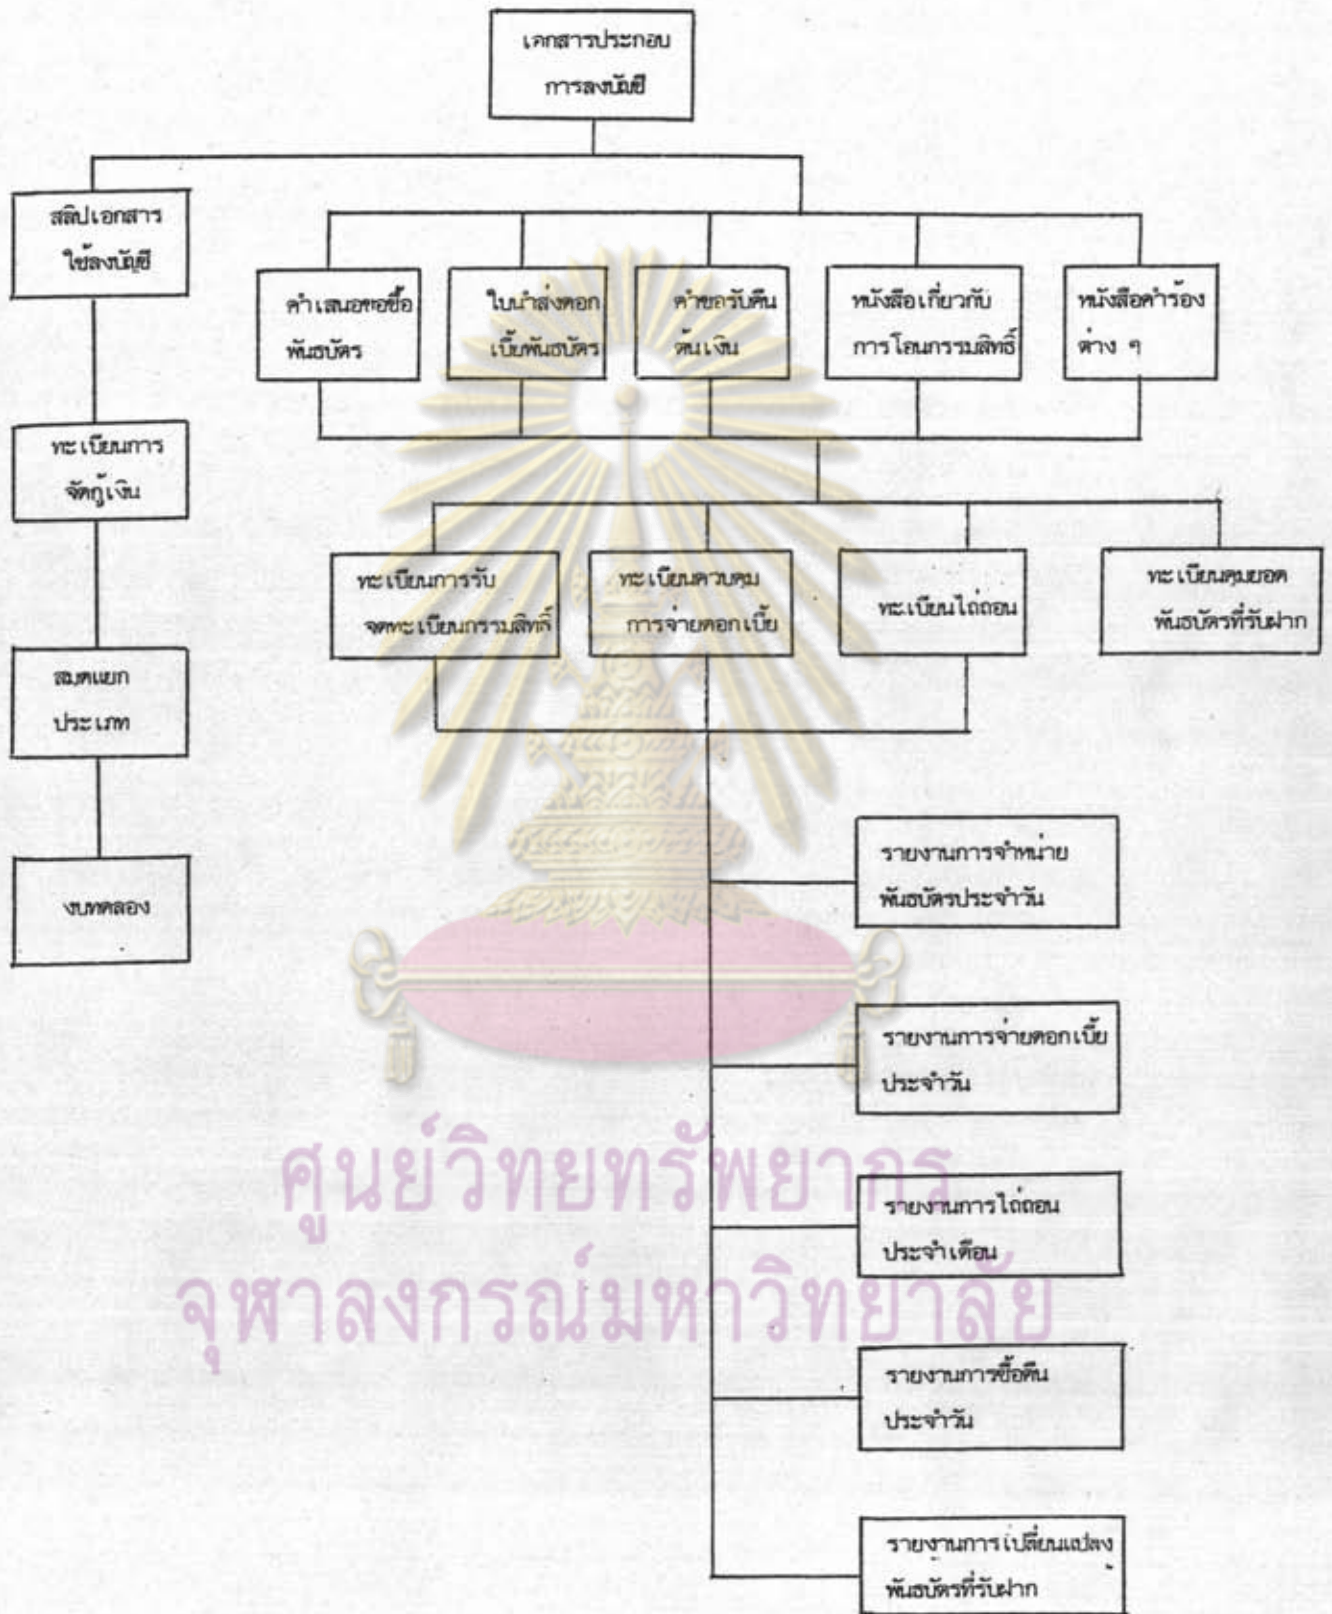 เอกสารประกอบ
การลงบัญชี
สลิปเอกสาร
ใช้ลงบัญชี
คำเสนอขอซื้อ
พันธบัตร
ใบนำส่งดอก
เบี้ยพันธบัตร
คำขอรับคืน
ต้นเงิน
หนังสือเกี่ยวกับ
การโอนกรรมสิทธิ์
หนังสือคำร้อง
ต่าง ๆ
ทะเบียนการ
จัดกู้เงิน
ทะเบียนการรับ
จดทะเบียนกรรมสิทธิ์
ทะเบียนควบคุม
การจ่ายดอกเบี้ย
ทะเบียนไถ่ถอน
ทะเบียนคุมยอด
พันธบัตรที่รับฝาก
สมุดแยก
ประเภท
งบทดลอง
รายงานการจำหน่าย
พันธบัตรประจำวัน
รายงานการจ่ายดอกเบี้ย
ประจำวัน
รายงานการไถ่ถอน
ประจำเดือน
รายงานการซื้อคืน
ประจำวัน
รายงานการเปลี่ยนแปลง
พันธบัตรที่รับฝาก
ศูนย์วิทยทรัพยากร
จุฬาลงกรณ์มหาวิทยาลัย